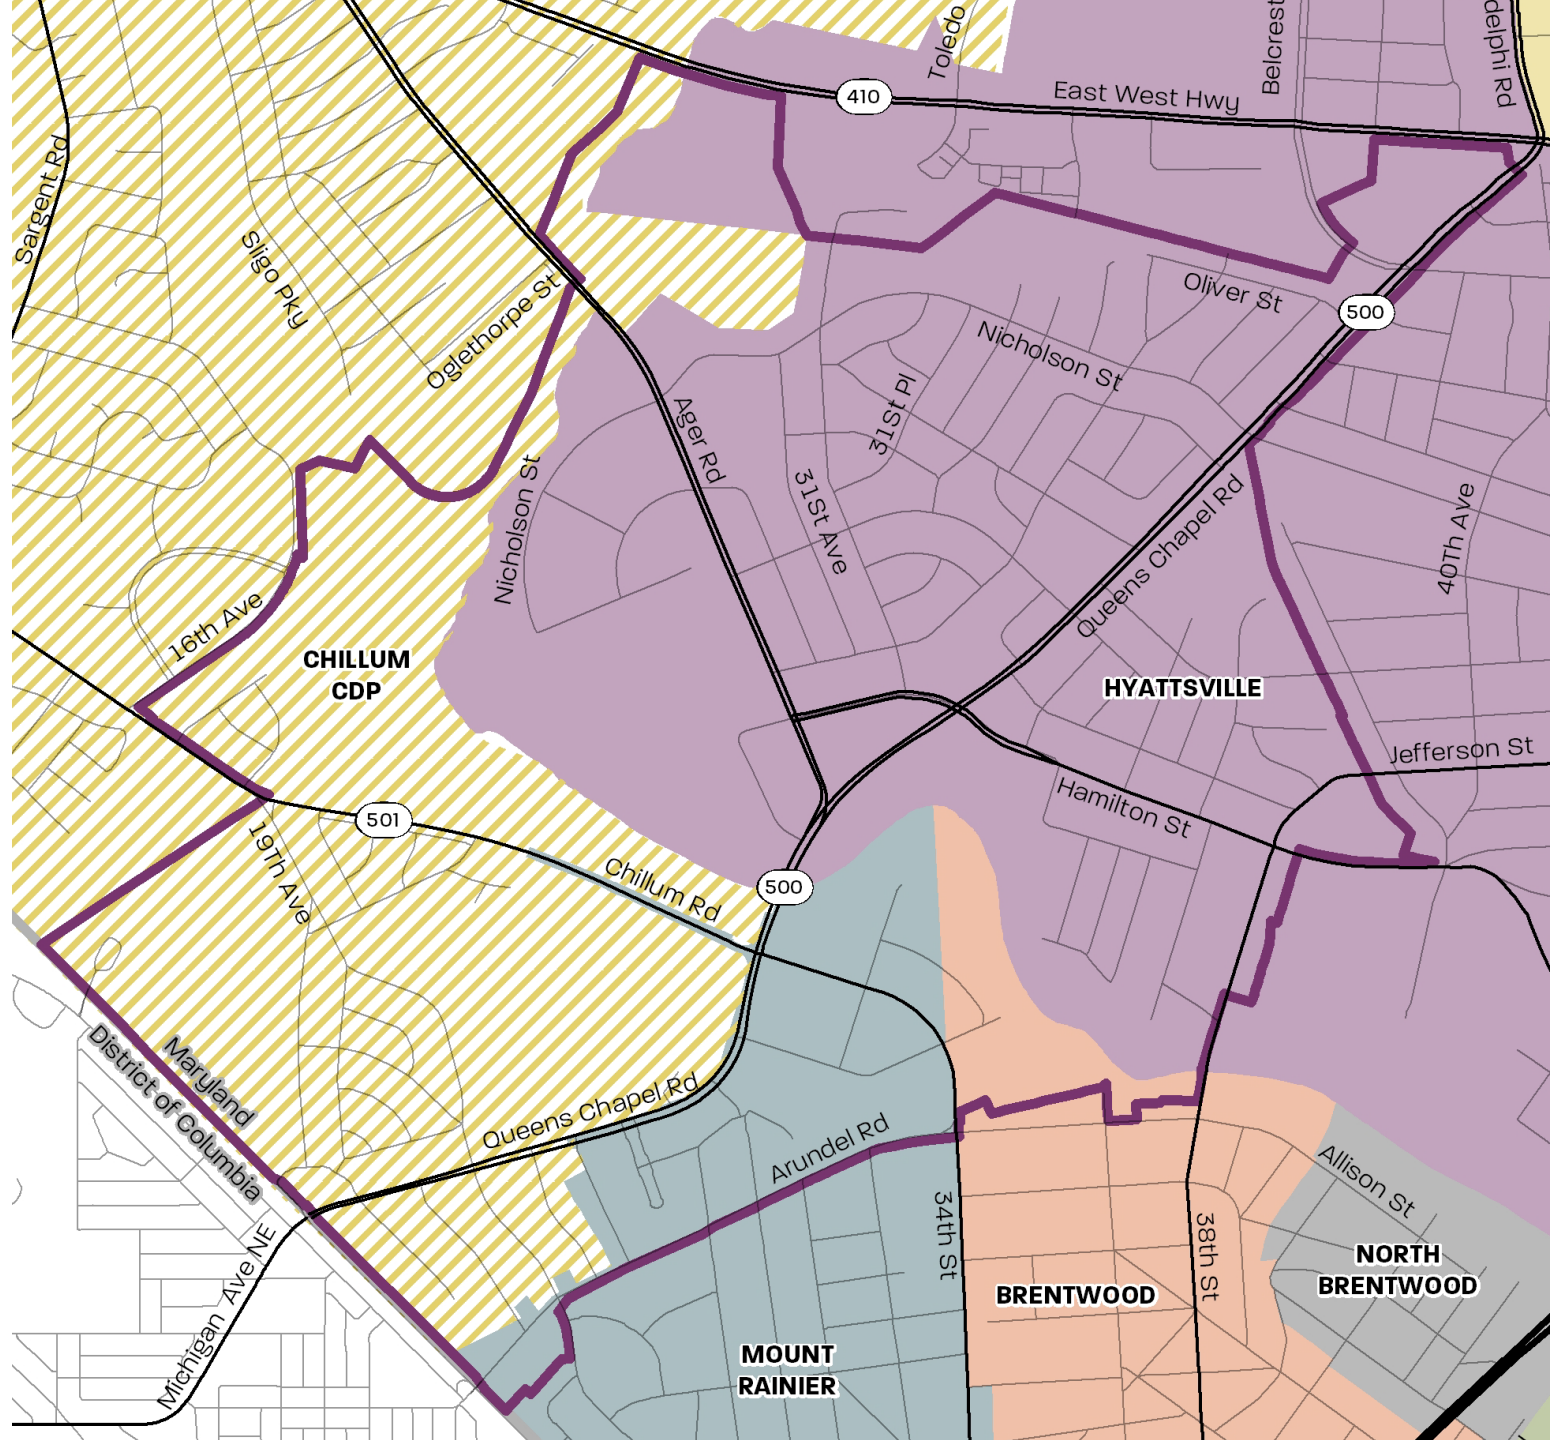 Toledo
Belcrest
delphi Rd
410
East West Hwy
Sargent Rd
Sligo Pky
Oglethorpe St
Oliver St
500
Nicholson St
31St Pl
Ager Rd
31St Ave
Nicholson St
Queens Chapel Rd
40Th Ave
16th Ave
CHILLUM
CDP
HYATTSVILLE
Jefferson St
Hamilton St
501
19Th Ave
Chillum Rd
500
Maryland
District of Columbia
Queens Chapel Rd
Arundel Rd
Allison St
34th St
38th St
Michigan Ave NE
NORTH
BRENTWOOD
BRENTWOOD
MOUNT
RAINIER